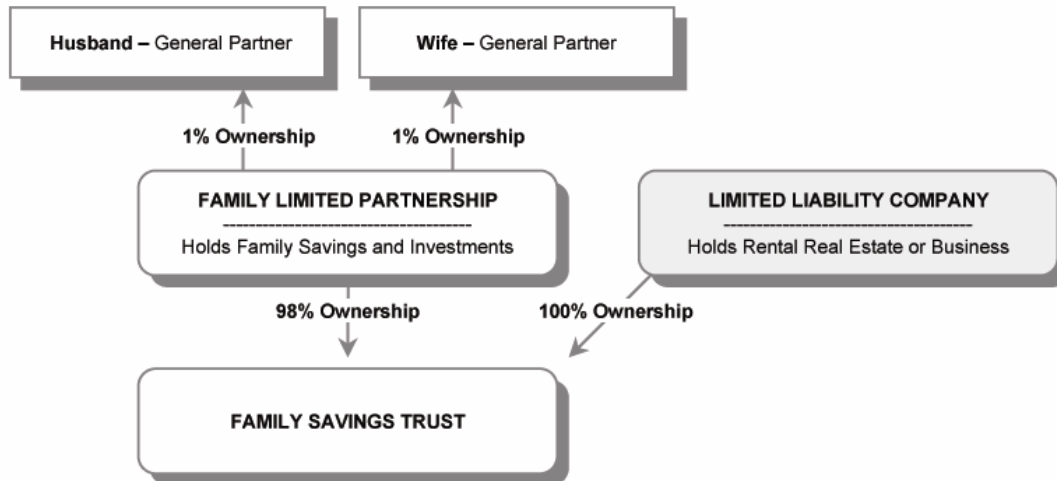 Husband – General Partner
Wife – General Partner
1% Ownership
1% Ownership
FAMILY LIMITED PARTNERSHIP
--------------------------------------
Holds Family Savings and Investments
LIMITED LIABILITY COMPANY
--------------------------------------
Holds Rental Real Estate or Business
98% Ownership
100% Ownership
FAMILY SAVINGS TRUST